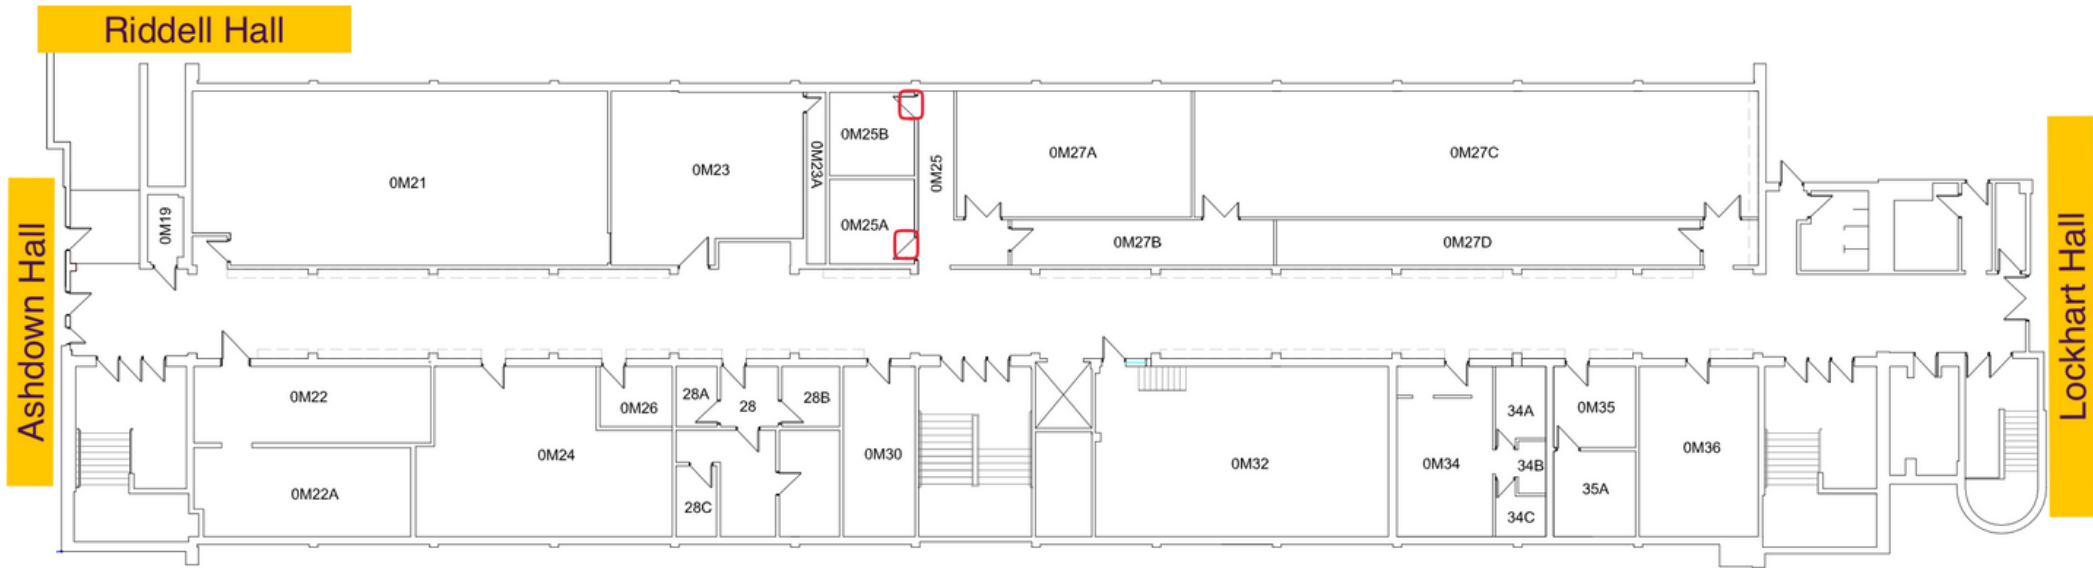 Riddell Hall
Ashdown Hall
Lockhart Hall
0M19
0M21
0M23
0M23A
0M25B
0M25A
0M25
0M27A
0M27C
0M27B
0M27D
0M22
0M22A
0M24
0M26
28A
28
28B
28C
0M30
0M32
0M34
34A
34B
34C
0M35
35A
0M36